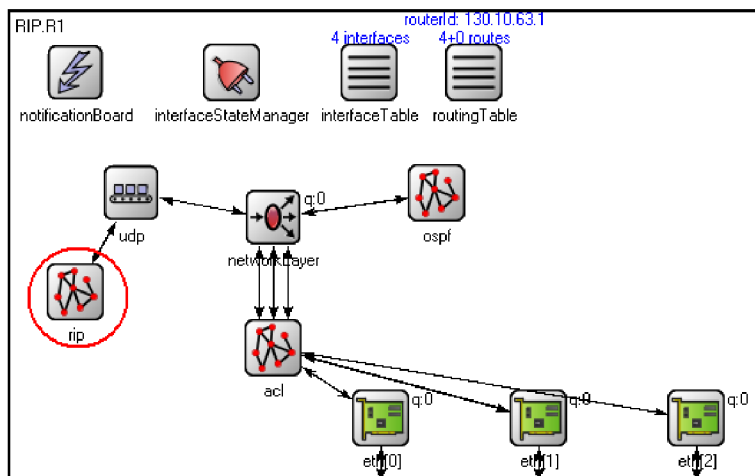 RIP.R1
routerId: 130.10.63.1
4 interfaces
4+0 routes
notificationBoard
interfaceStateManager
interfaceTable
routingTable
q:0
udp
networkLayer
ospf
rip
acl
q:0
q:0
q:0
eth[0]
eth[1]
eth[2]